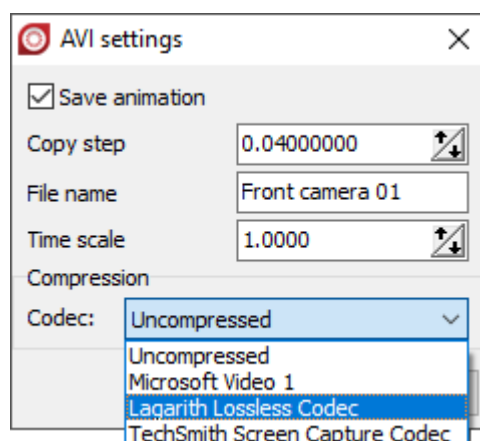 AVI settings
Save animation
Copy step 0.04000000
File name Front camera 01
Time scale 1.0000
Compression
Codec: Uncompressed
Uncompressed
Microsoft Video 1
Lagarith Lossless Codec
TechSmith Screen Capture Codec